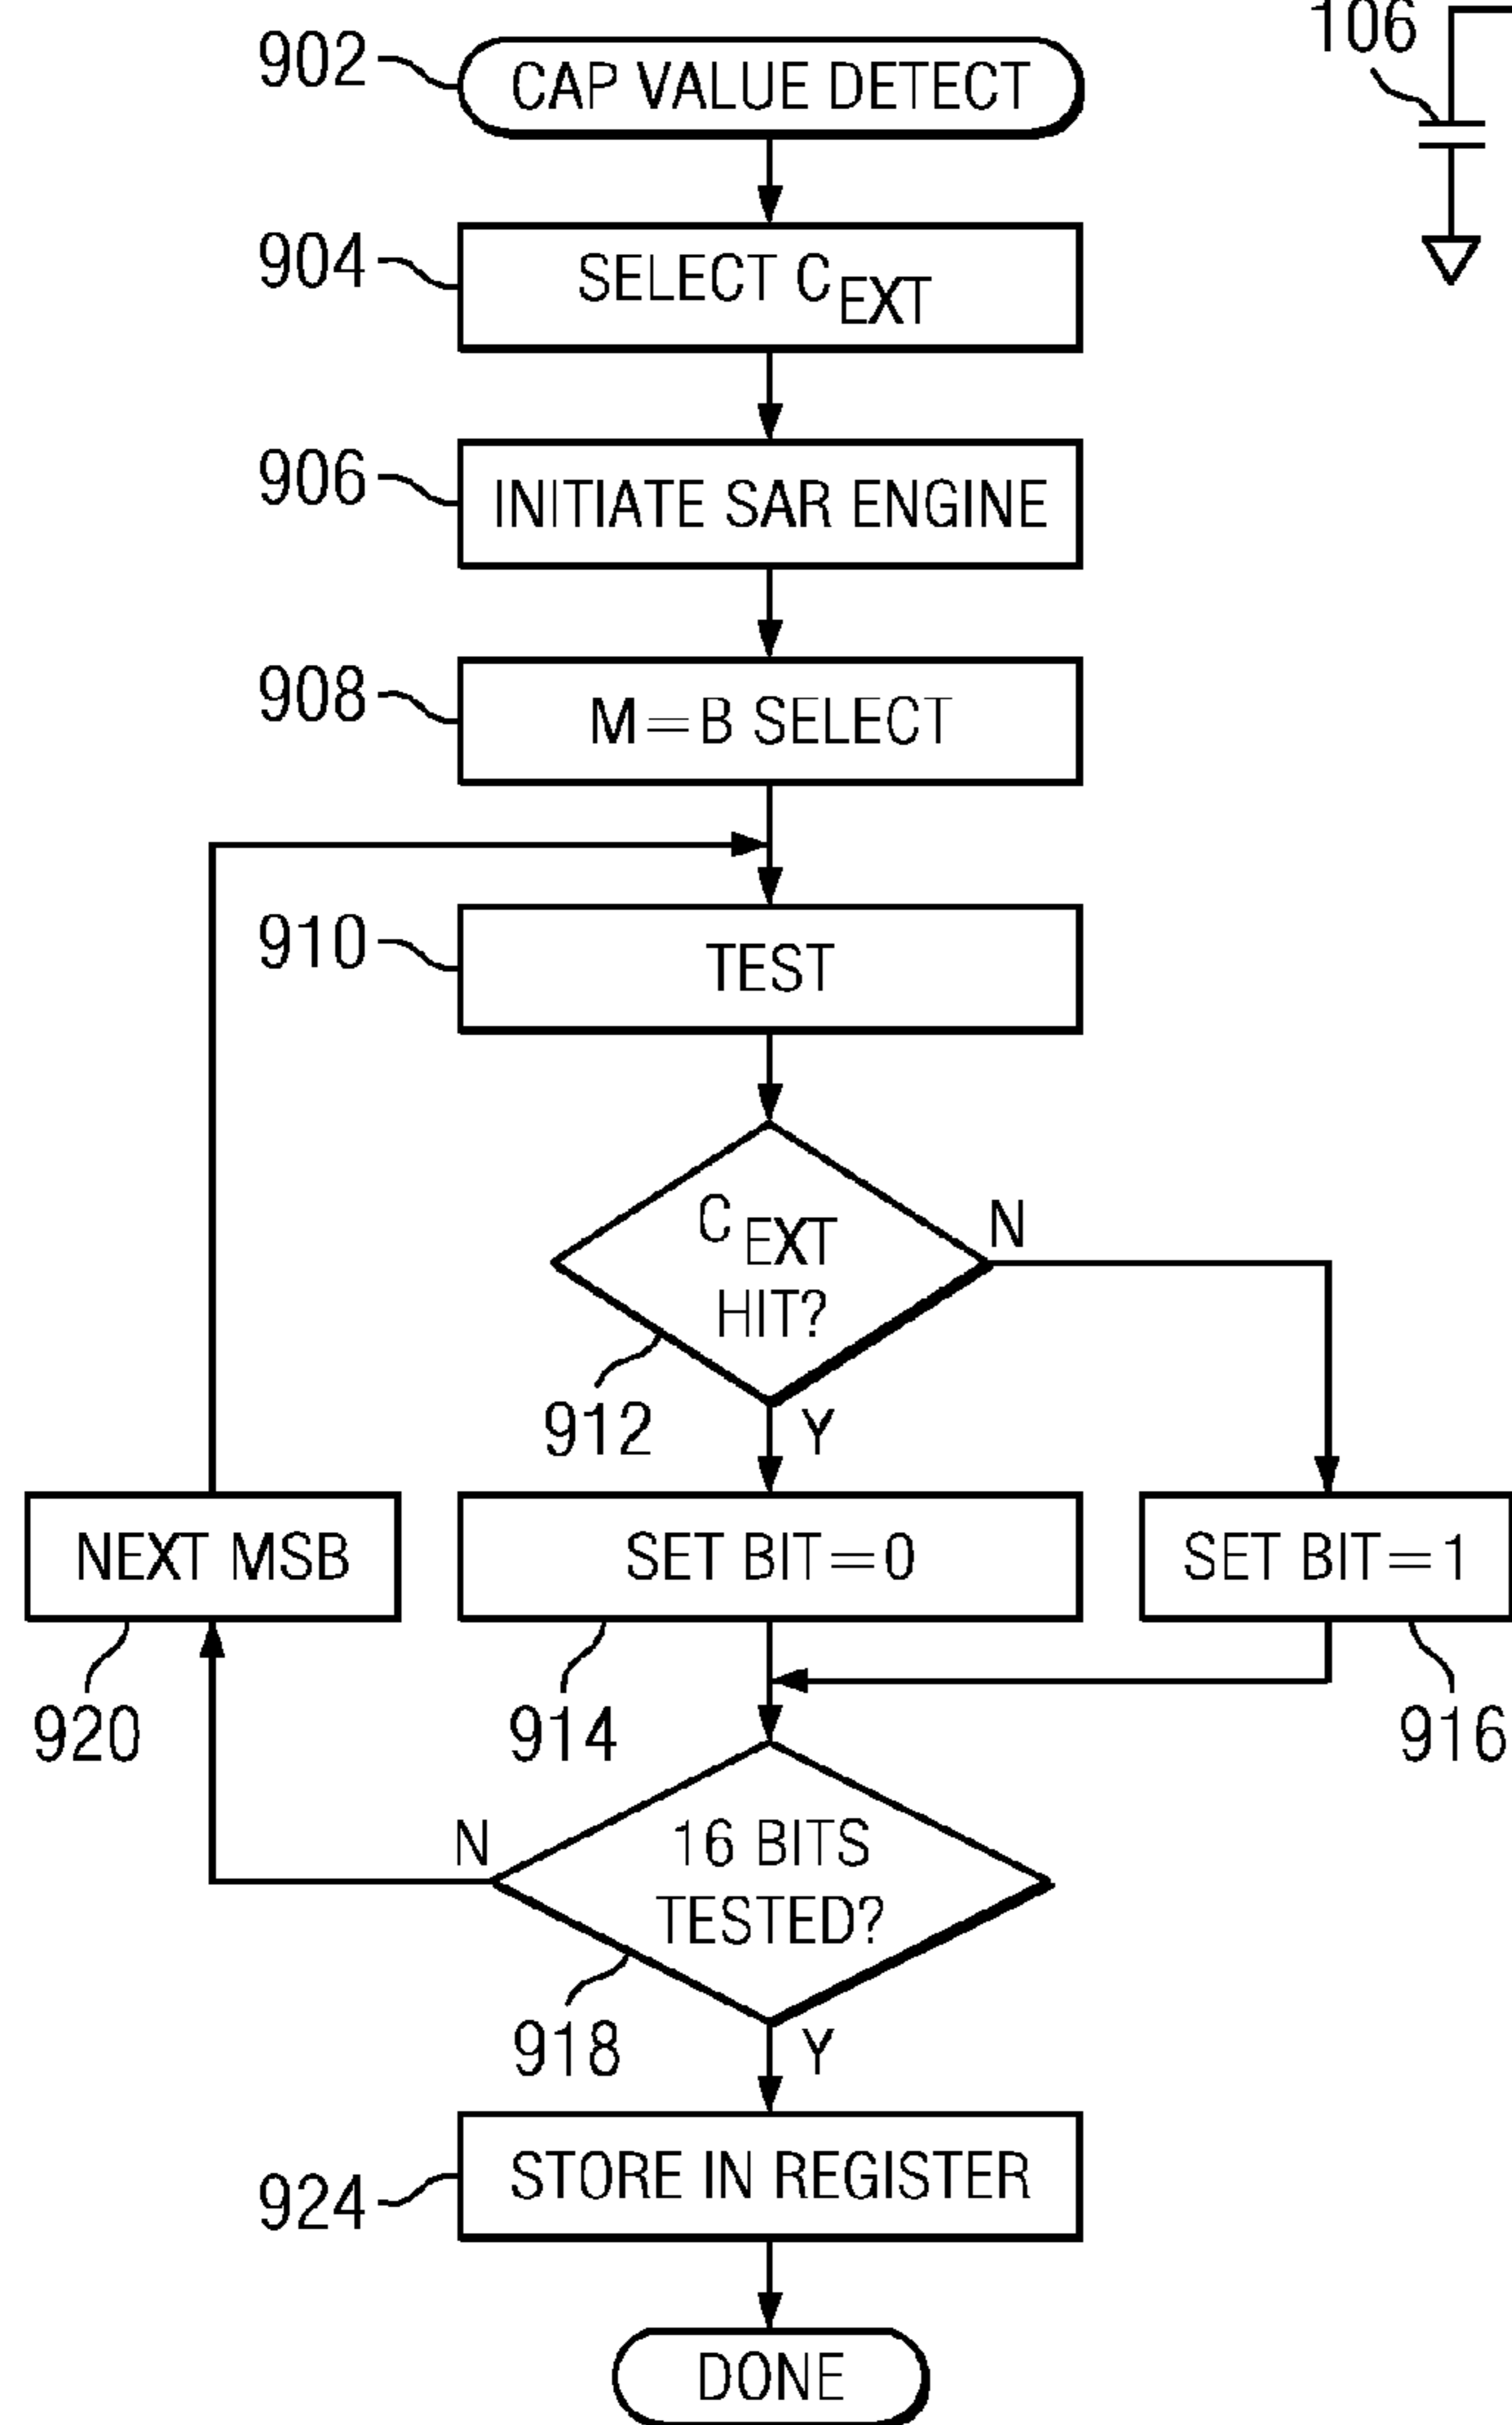 106
902
CAP VALUE DETECT
904
SELECT CEXT
906
INITIATE SAR ENGINE
908
M=B SELECT
910
TEST
CEXT
HIT?
N
912
Y
NEXT MSB
SET BIT=0
SET BIT=1
920
914
916
N
16 BITS
TESTED?
918
Y
924
STORE IN REGISTER
DONE